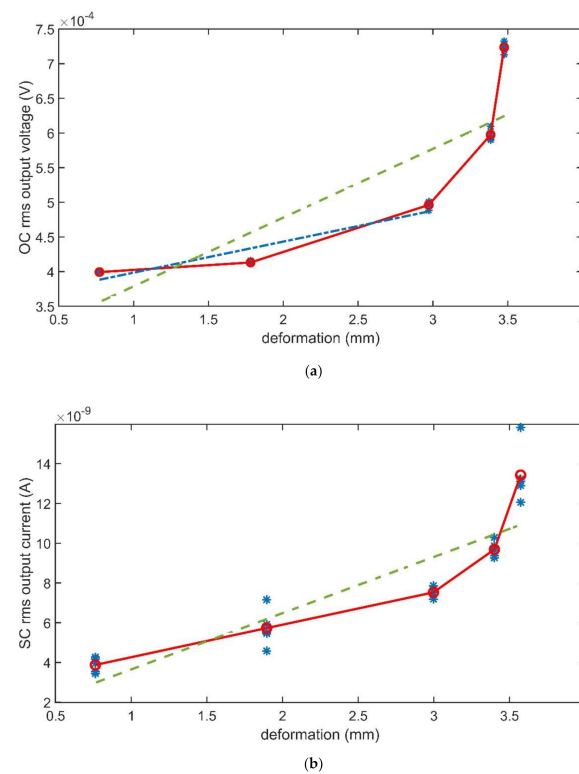 ×10⁻⁴
7.5
7
6.5
6
5.5
5
4.5
4
3.5
OC rms output voltage (V)
0.5 1 1.5 2 2.5 3 3.5
deformation (mm)
(a)
×10⁻⁹
14
12
10
8
6
4
2
SC rms output current (A)
0.5 1 1.5 2 2.5 3 3.5
deformation (mm)
(b)